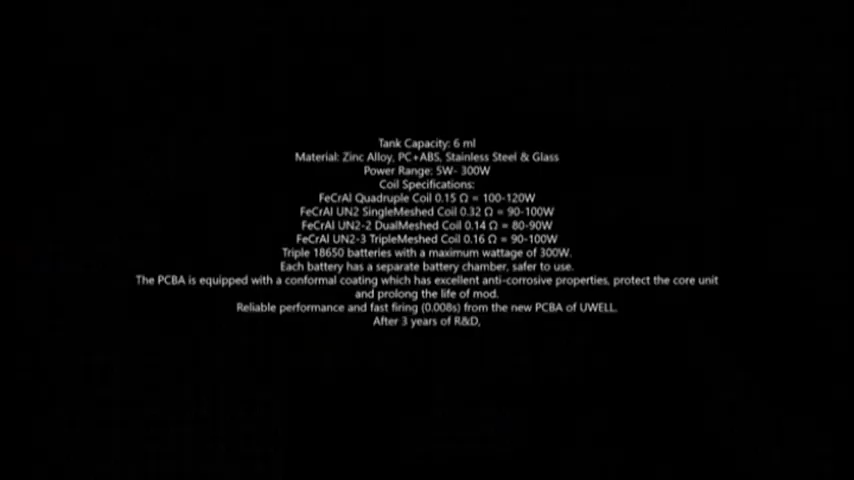 Tank Capacity: 6 ml
Material: Zinc Alloy, PC+ABS, Stainless Steel & Glass
Power Range: 5W- 300W
Coil Specifications:
FeCrAl Quadruple Coil 0.15 Ω = 100-120W
FeCrAl UN2 SingleMeshed Coil 0.32 Ω = 90-100W
FeCrAl UN2-2 DualMeshed Coil 0.14 Ω = 80-90W
FeCrAl UN2-3 TripleMeshed Coil 0.16 Ω = 90-100W
Triple 18650 batteries with a maximum wattage of 300W.
Each battery has a separate battery chamber, safer to use.
The PCBA is equipped with a conformal coating which has excellent anti-corrosive properties, protect the core unit
and prolong the life of mod.
Reliable performance and fast firing (0.008s) from the new PCBA of UWELL.
After 3 years of R&D,